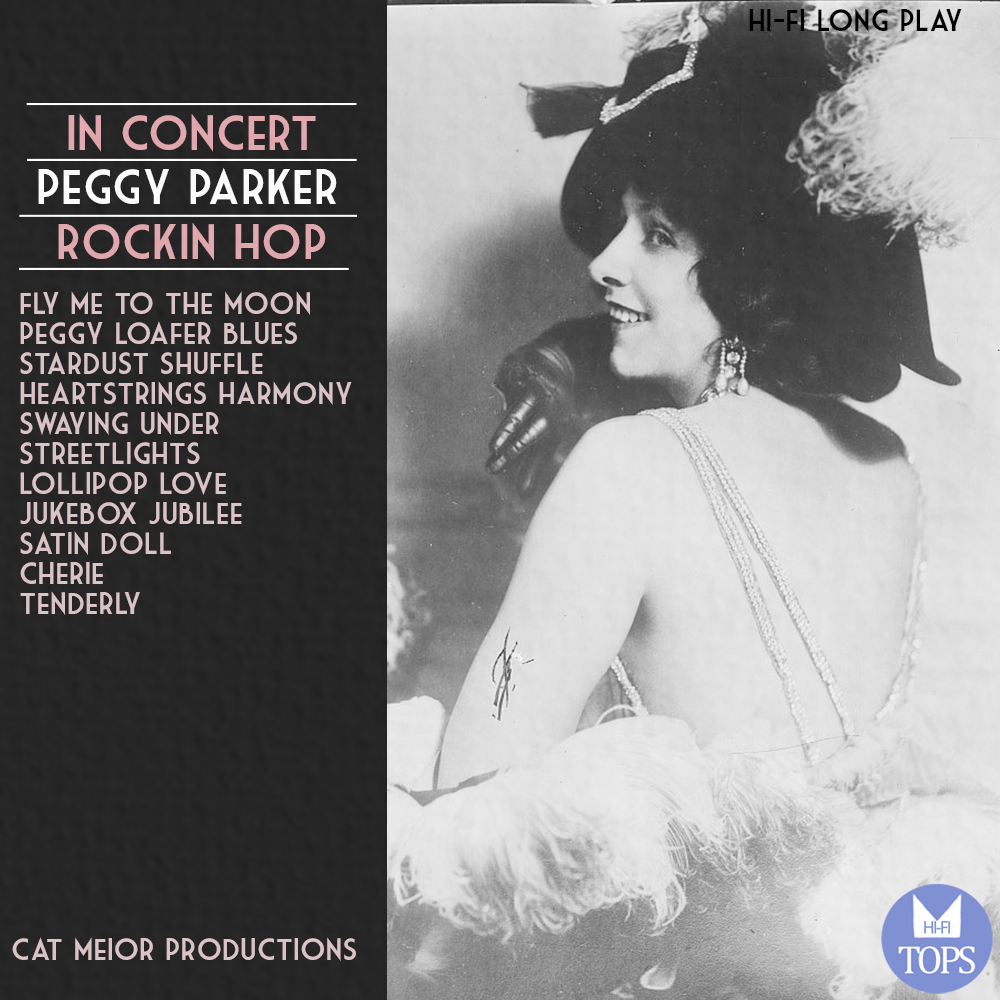 HI-FI LONG PLAY
IN CONCERT
PEGGY PARKER
ROCKIN HOP
FLY ME TO THE MOON
PEGGY LOAFER BLUES
STARDUST SHUFFLE
HEARTSTRINGS HARMONY
SWAYING UNDER
STREETLIGHTS
LOLLIPOP LOVE
JUKEBOX JUBILEE
SATIN DOLL
CHERIE
TENDERLY
CAT MEIOR PRODUCTIONS
HI-FI
TOPS